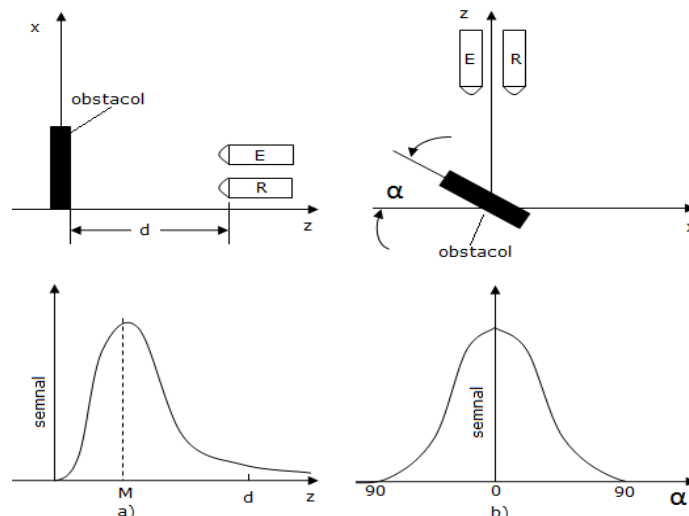 x
obstacol
E
R
z
d
semnal
M
d
z
a)
z
E
R
α
obstacol
x
semnal
90
0
90
α
b)